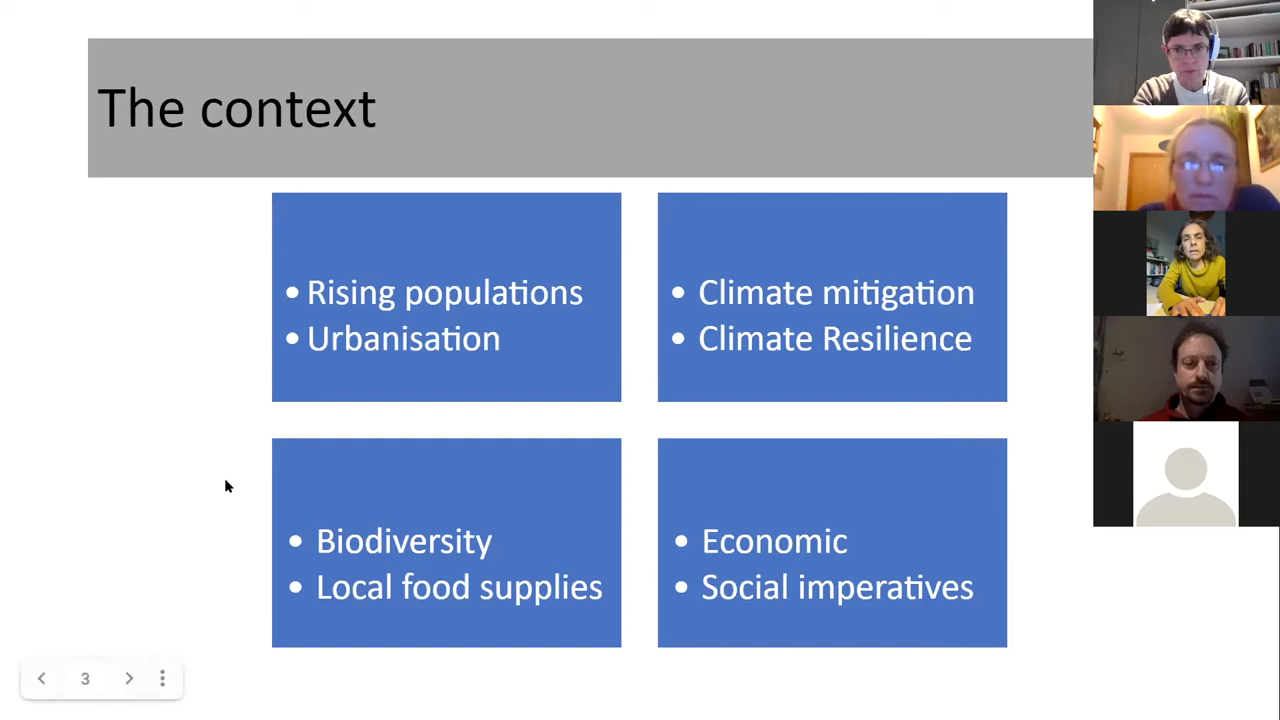 The context
• Rising populations
• Urbanisation
• Climate mitigation
• Climate Resilience
• Biodiversity
• Local food supplies
• Economic
• Social imperatives
3